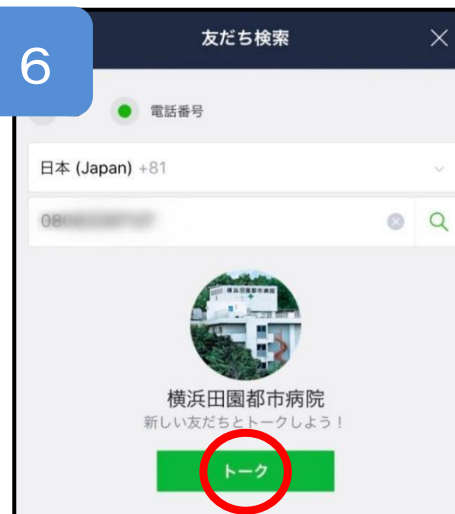 6
友だち検索
電話番号
日本 (Japan) +81
横浜田園都市病院
新しい友だちとトークしよう！
トーク